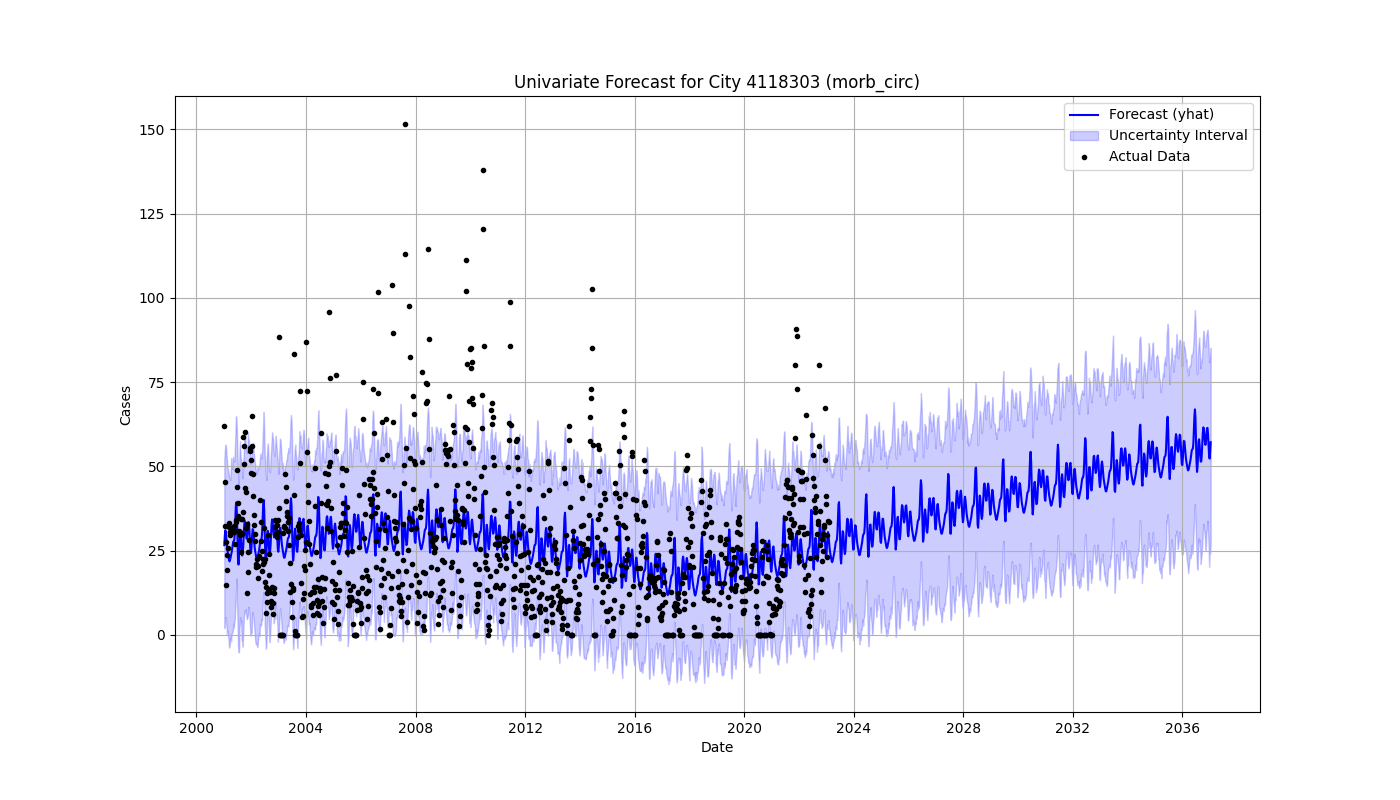 Univariate Forecast for City 4118303 (morb_circ)
Forecast (yhat)
Uncertainty Interval
Actual Data
150
125
100
75
50
25
0
Cases
2000 2004 2008 2012 2016 2020 2024 2028 2032 2036
Date